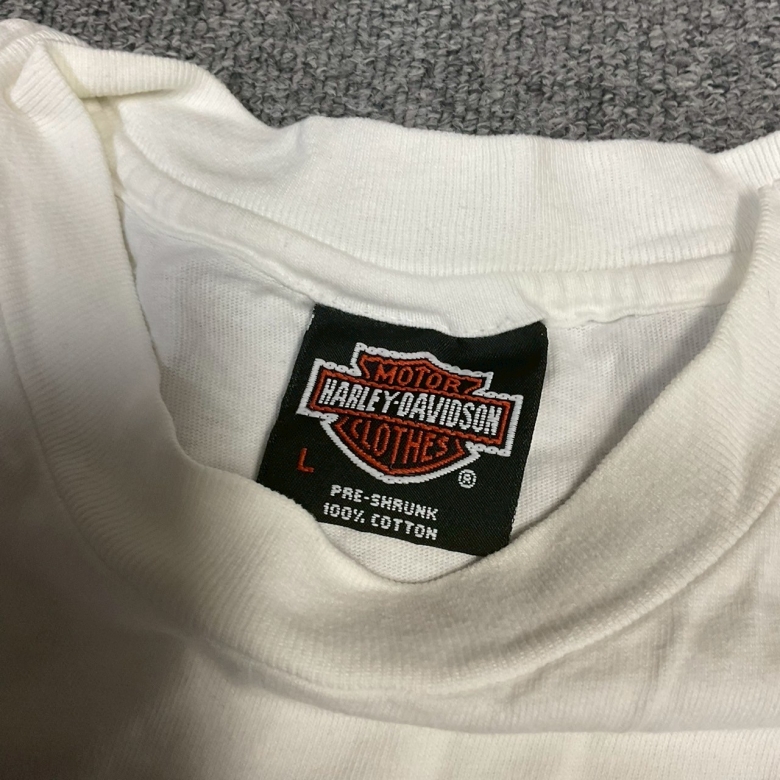 MOTOR
HARLEY-DAVIDSON
CLOTHES
®
L
PRE-SHRUNK
100% COTTON